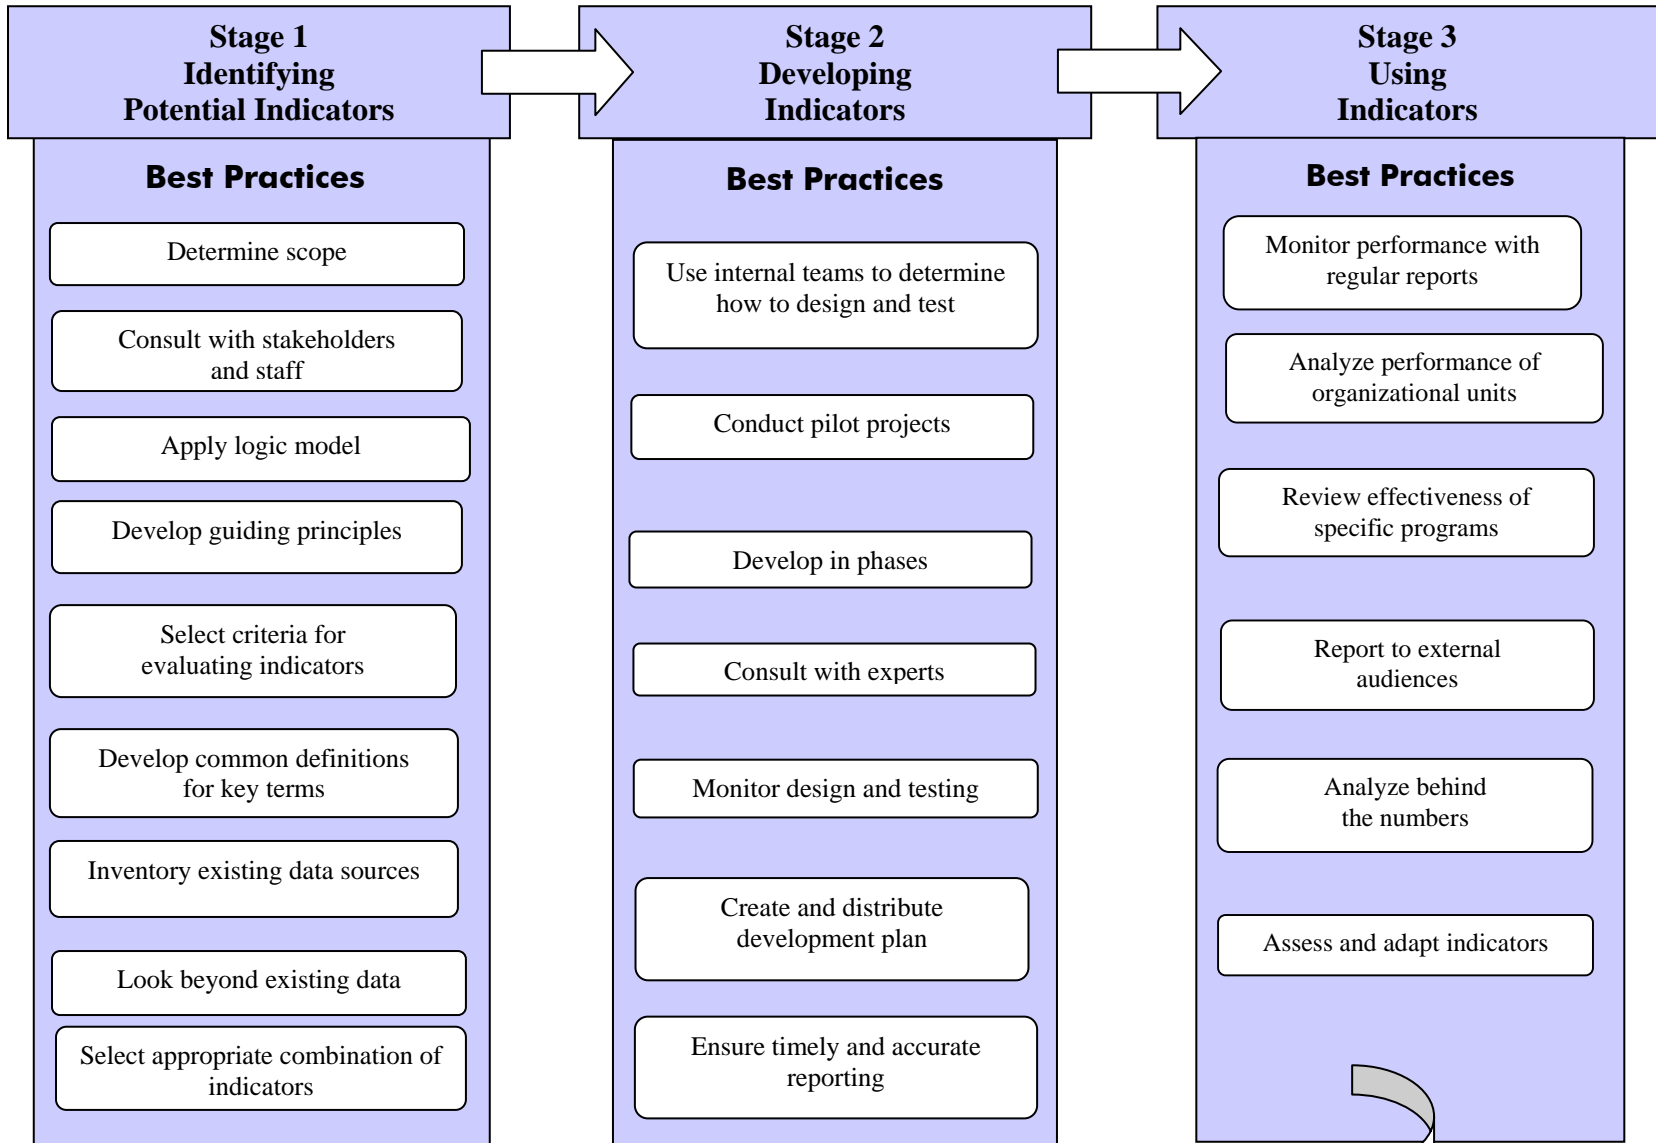 Stage 1
Identifying
Potential Indicators
Best Practices
Determine scope
Consult with stakeholders
and staff
Apply logic model
Develop guiding principles
Select criteria for
evaluating indicators
Develop common definitions
for key terms
Inventory existing data sources
Look beyond existing data
Select appropriate combination of
indicators
Stage 2
Developing
Indicators
Best Practices
Use internal teams to determine
how to design and test
Conduct pilot projects
Develop in phases
Consult with experts
Monitor design and testing
Create and distribute
development plan
Ensure timely and accurate
reporting
Stage 3
Using
Indicators
Best Practices
Monitor performance with
regular reports
Analyze performance of
organizational units
Review effectiveness of
specific programs
Report to external
audiences
Analyze behind
the numbers
Assess and adapt indicators